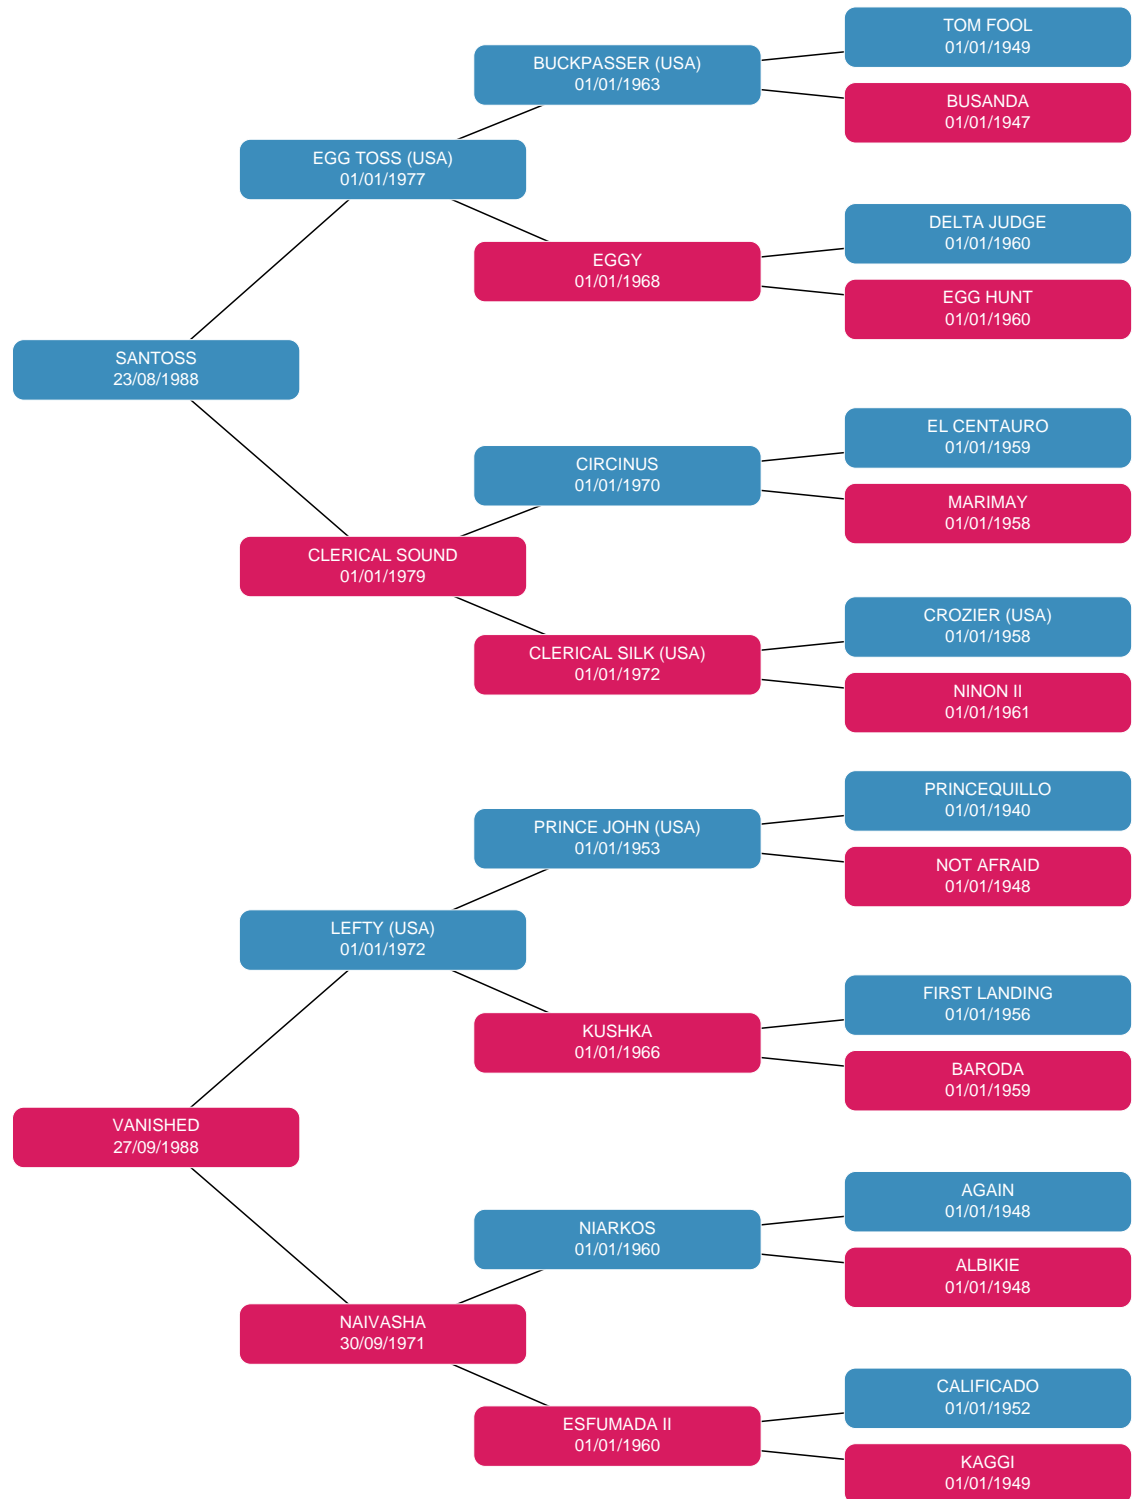 TOM FOOL
01/01/1949
BUCKPASSER (USA)
01/01/1963
BUSANDA
01/01/1947
EGG TOSS (USA)
01/01/1977
DELTA JUDGE
01/01/1960
EGGY
01/01/1968
EGG HUNT
01/01/1960
SANTOSS
23/08/1988
EL CENTAURO
01/01/1959
CIRCINUS
01/01/1970
MARIMAY
01/01/1958
CLERICAL SOUND
01/01/1979
CROZIER (USA)
01/01/1958
CLERICAL SILK (USA)
01/01/1972
NINON II
01/01/1961
PRINCEQUILLO
01/01/1940
PRINCE JOHN (USA)
01/01/1953
NOT AFRAID
01/01/1948
LEFTY (USA)
01/01/1972
FIRST LANDING
01/01/1956
KUSHKA
01/01/1966
BARODA
01/01/1959
VANISHED
27/09/1988
AGAIN
01/01/1948
NIARKOS
01/01/1960
ALBIKIE
01/01/1948
NAIVASHA
30/09/1971
CALIFICADO
01/01/1952
ESFUMADA II
01/01/1960
KAGGI
01/01/1949